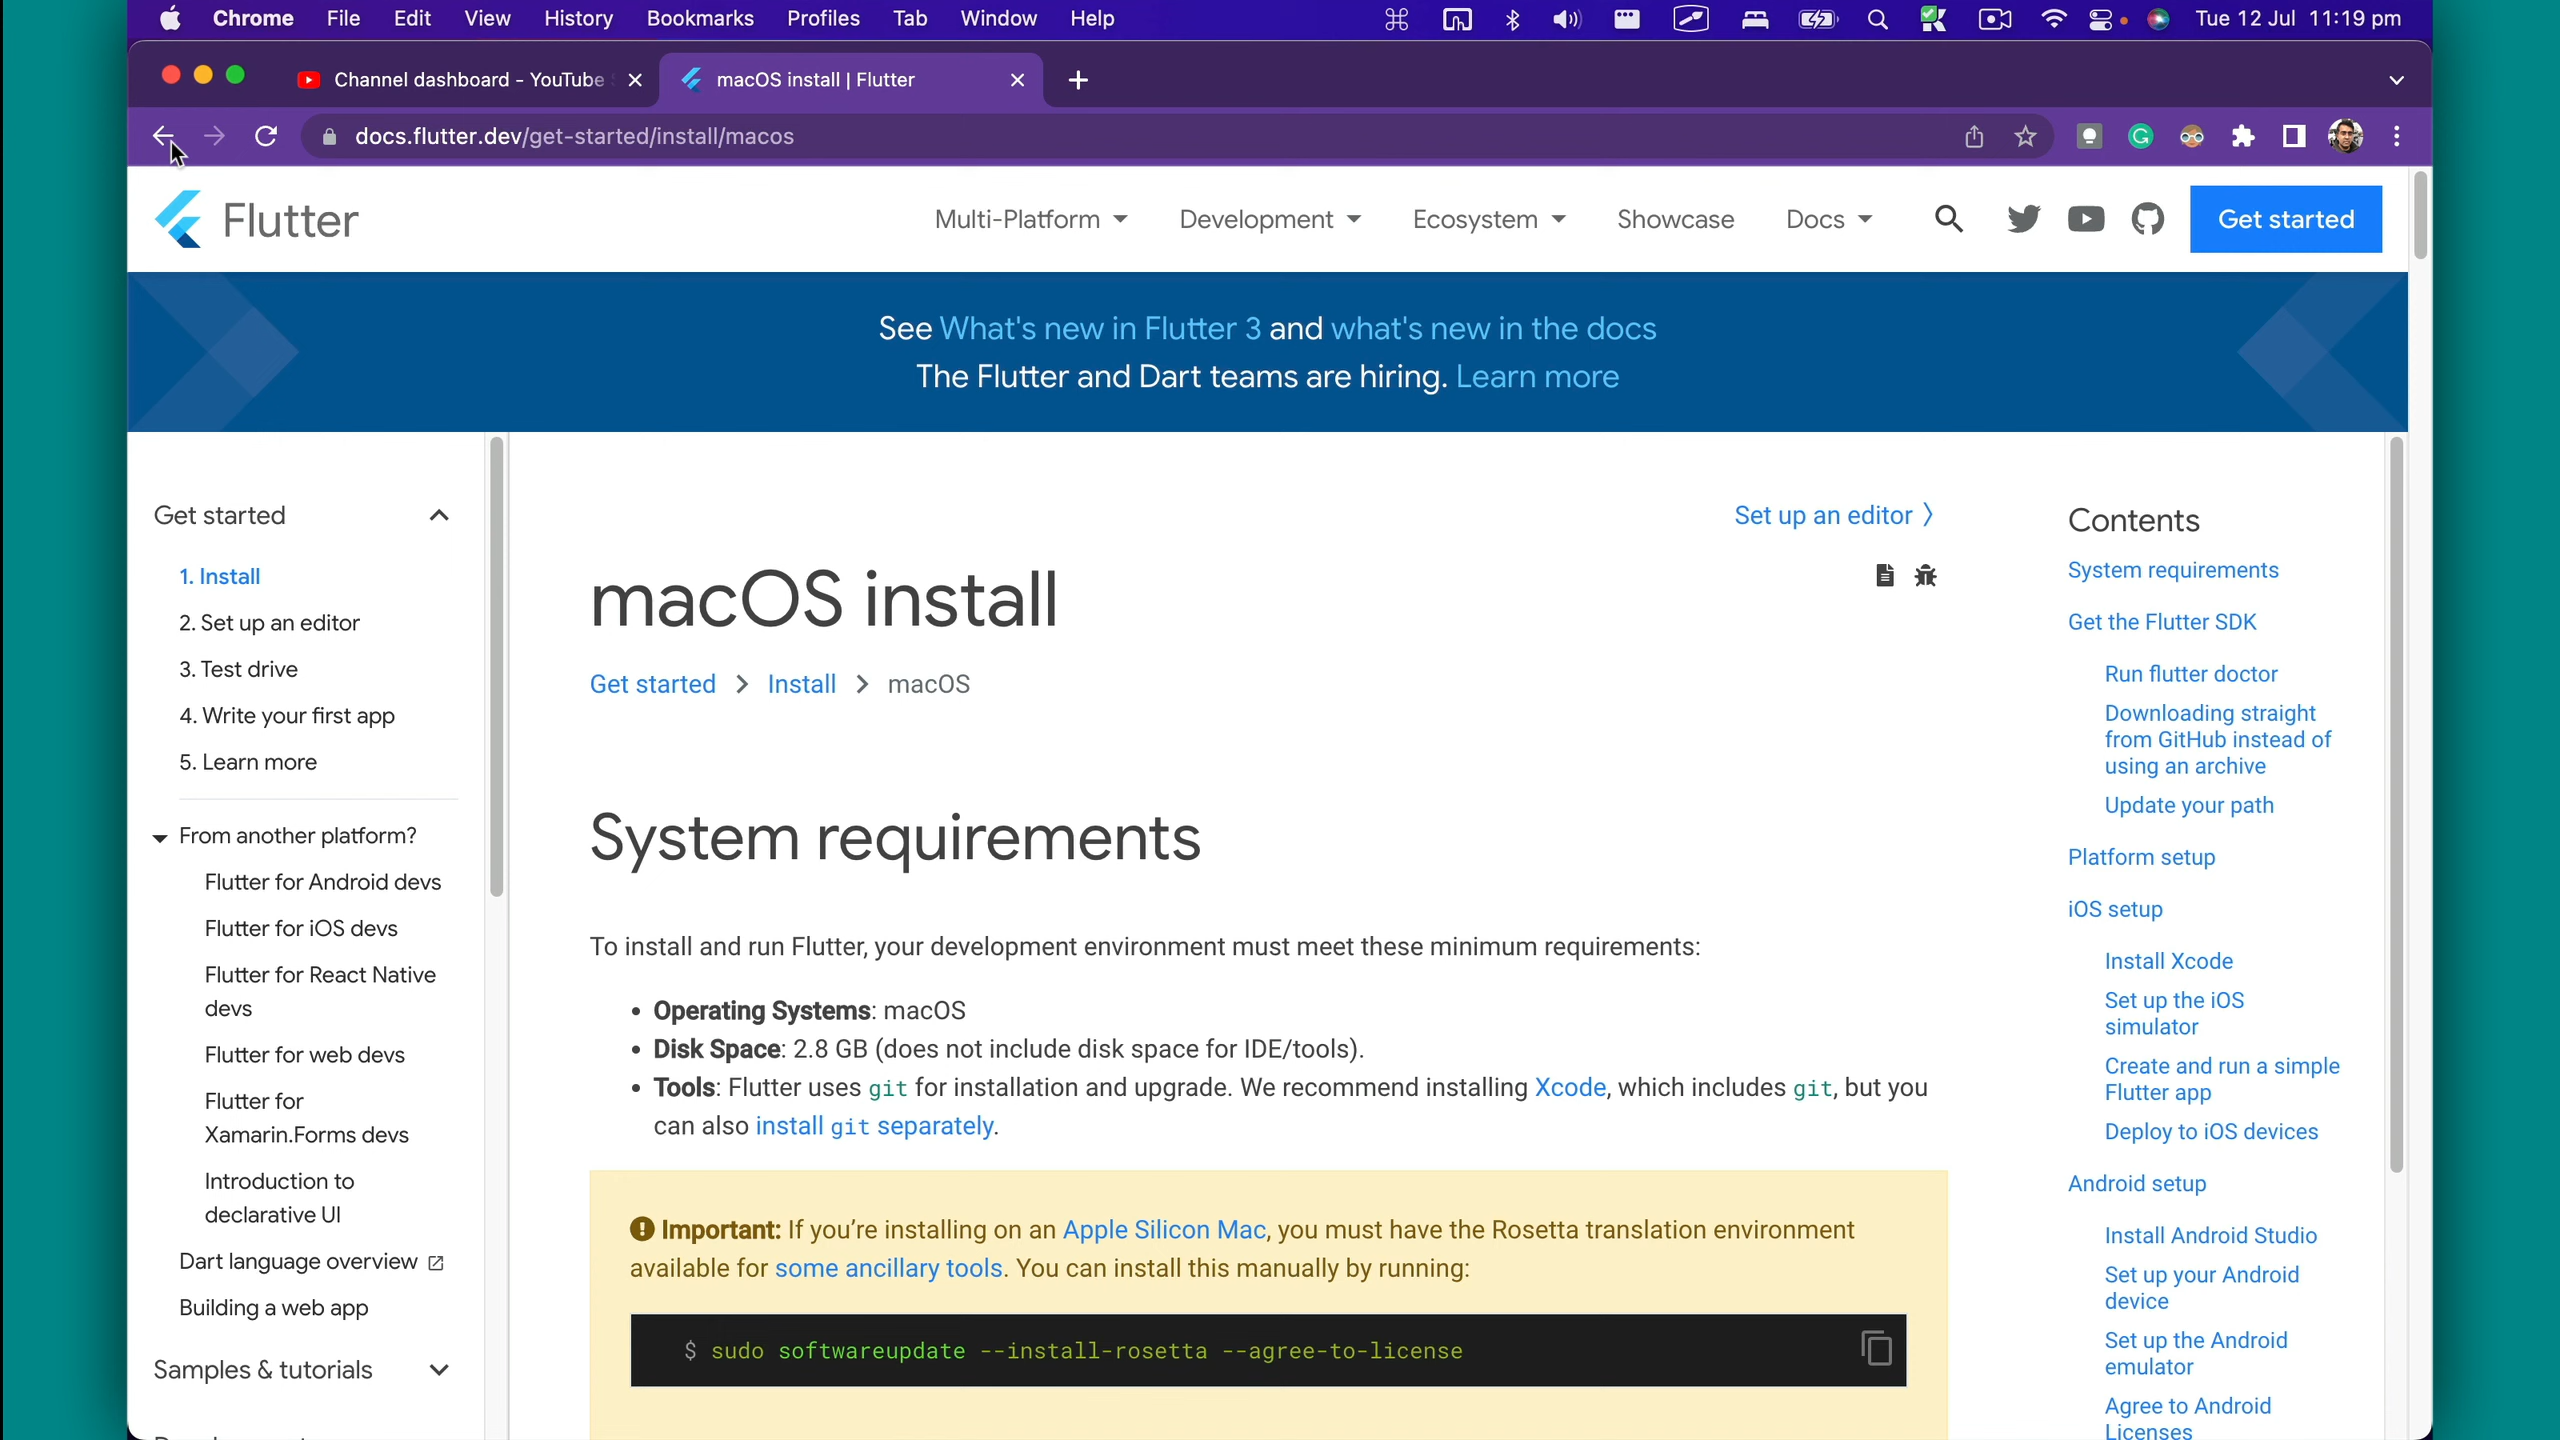 Chrome File Edit View History Bookmarks Profiles Tab Window Help Tue 12 Jul 11:19 pm
Channel dashboard - YouTube
macOS install | Flutter
docs.flutter.dev/get-started/install/macos
Flutter
Multi-Platform Development Ecosystem Showcase Docs Get started
See What's new in Flutter 3 and what's new in the docs
The Flutter and Dart teams are hiring. Learn more
Get started
1. Install
2. Set up an editor
3. Test drive
4. Write your first app
5. Learn more
From another platform?
Flutter for Android devs
Flutter for iOS devs
Flutter for React Native
devs
Flutter for web devs
Flutter for
Xamarin.Forms devs
Introduction to
declarative UI
Dart language overview
Building a web app
Samples & tutorials
Set up an editor
macOS install
Get started > Install > macOS
System requirements
To install and run Flutter, your development environment must meet these minimum requirements:
• Operating Systems: macOS
• Disk Space: 2.8 GB (does not include disk space for IDE/tools).
• Tools: Flutter uses git for installation and upgrade. We recommend installing Xcode, which includes git, but you
can also install git separately.
Important: If you’re installing on an Apple Silicon Mac, you must have the Rosetta translation environment
available for some ancillary tools. You can install this manually by running:
$ sudo softwareupdate --install-rosetta --agree-to-license
Contents
System requirements
Get the Flutter SDK
Run flutter doctor
Downloading straight
from GitHub instead of
using an archive
Update your path
Platform setup
iOS setup
Install Xcode
Set up the iOS
simulator
Create and run a simple
Flutter app
Deploy to iOS devices
Android setup
Install Android Studio
Set up your Android
device
Set up the Android
emulator
Agree to Android
Licenses